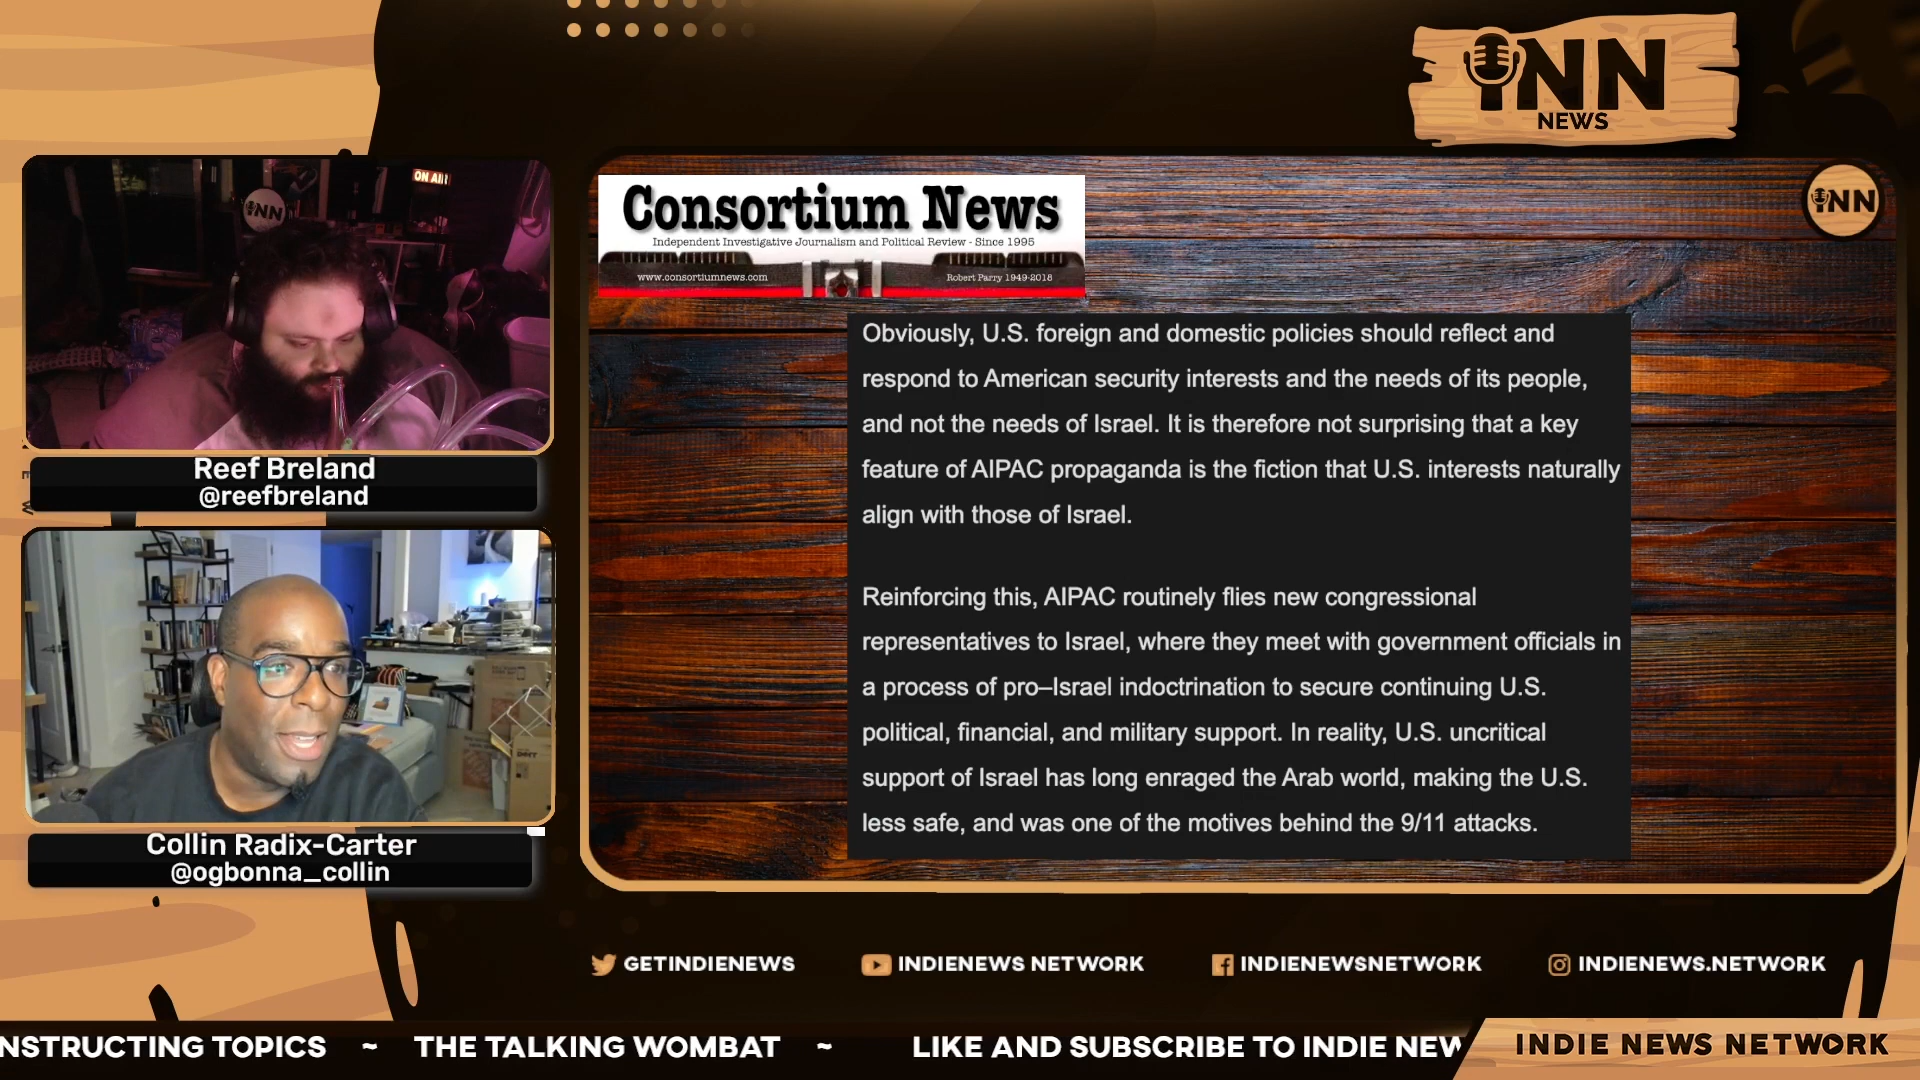 INN
NEWS
ON AIR
INN
Reef Breland
@reefbreland
Collin Radix-Carter
@ogbonna_collin
Consortium News
Independent Investigative Journalism and Political Review - Since 1995
www.consortiumnews.com
Robert Parry 1949-2018
INN
Obviously, U.S. foreign and domestic policies should reflect and
respond to American security interests and the needs of its people,
and not the needs of Israel. It is therefore not surprising that a key
feature of AIPAC propaganda is the fiction that U.S. interests naturally
align with those of Israel.
Reinforcing this, AIPAC routinely flies new congressional
representatives to Israel, where they meet with government officials in
a process of pro–Israel indoctrination to secure continuing U.S.
political, financial, and military support. In reality, U.S. uncritical
support of Israel has long enraged the Arab world, making the U.S.
less safe, and was one of the motives behind the 9/11 attacks.
GETINDIENEWS
INDIENEWS NETWORK
INDIENEWSNETWORK
INDIENEWS.NETWORK
NSTRUCTING TOPICS ~ THE TALKING WOMBAT ~ LIKE AND SUBSCRIBE TO INDIE NEW
INDIE NEWS NETWORK